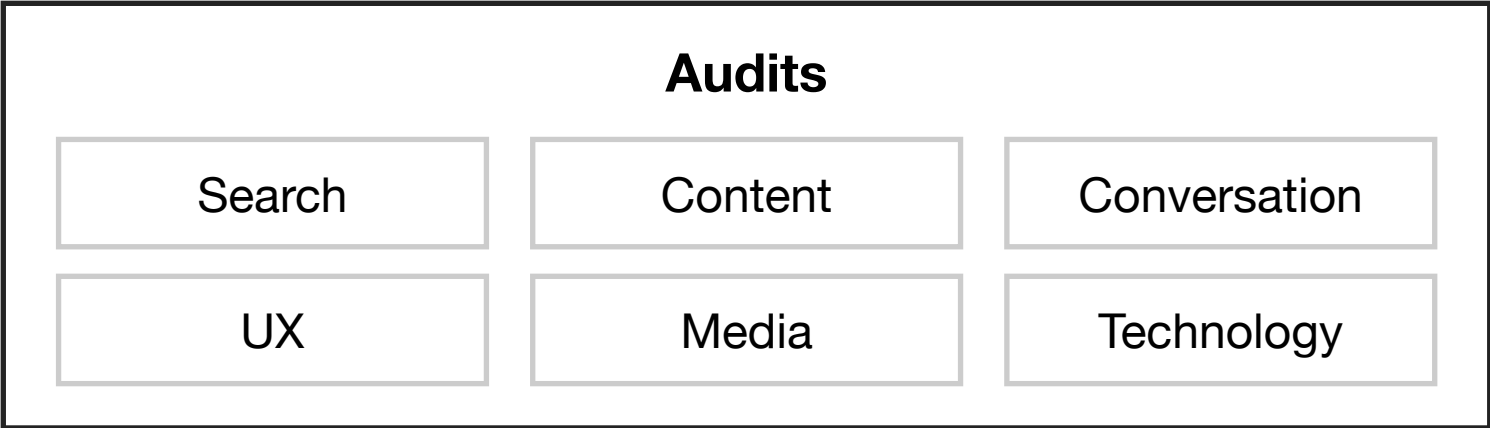 Audits
Search
Content
Conversation
UX
Media
Technology